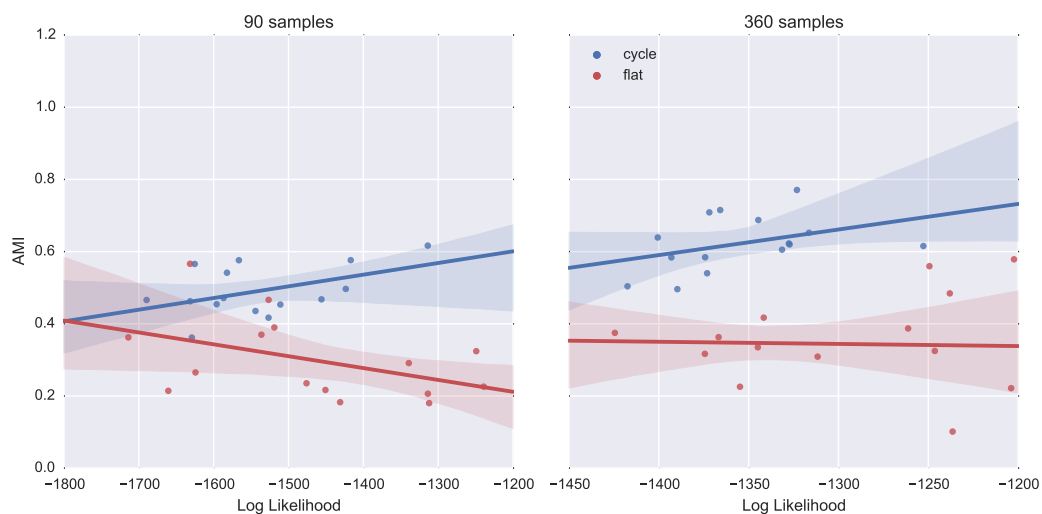 90 samples
360 samples
1.2
1.0
0.8
0.6
0.4
0.2
0.0
AMI
cycle
flat
−1800 −1700 −1600 −1500 −1400 −1300 −1200
−1450 −1400 −1350 −1300 −1250 −1200
Log Likelihood
Log Likelihood